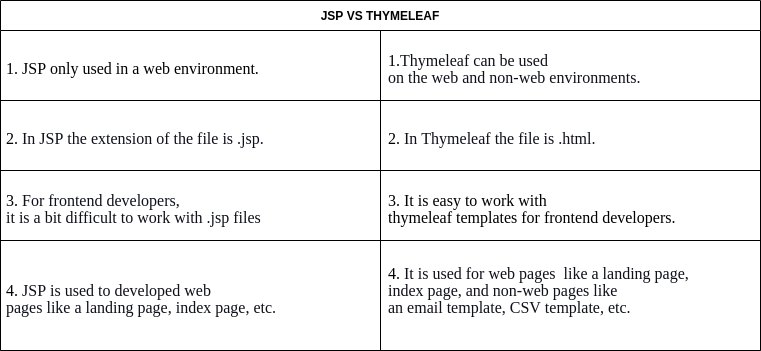 JSP VS THYMELEAF
1. JSP only used in a web environment.
1.Thymeleaf can be used
on the web and non-web environments.
2. In JSP the extension of the file is .jsp.
2. In Thymeleaf the file is .html.
3. For frontend developers,
it is a bit difficult to work with .jsp files
3. It is easy to work with
thymeleaf templates for frontend developers.
4. JSP is used to developed web
pages like a landing page, index page, etc.
4. It is used for web pages  like a landing page,
index page, and non-web pages like
an email template, CSV template, etc.